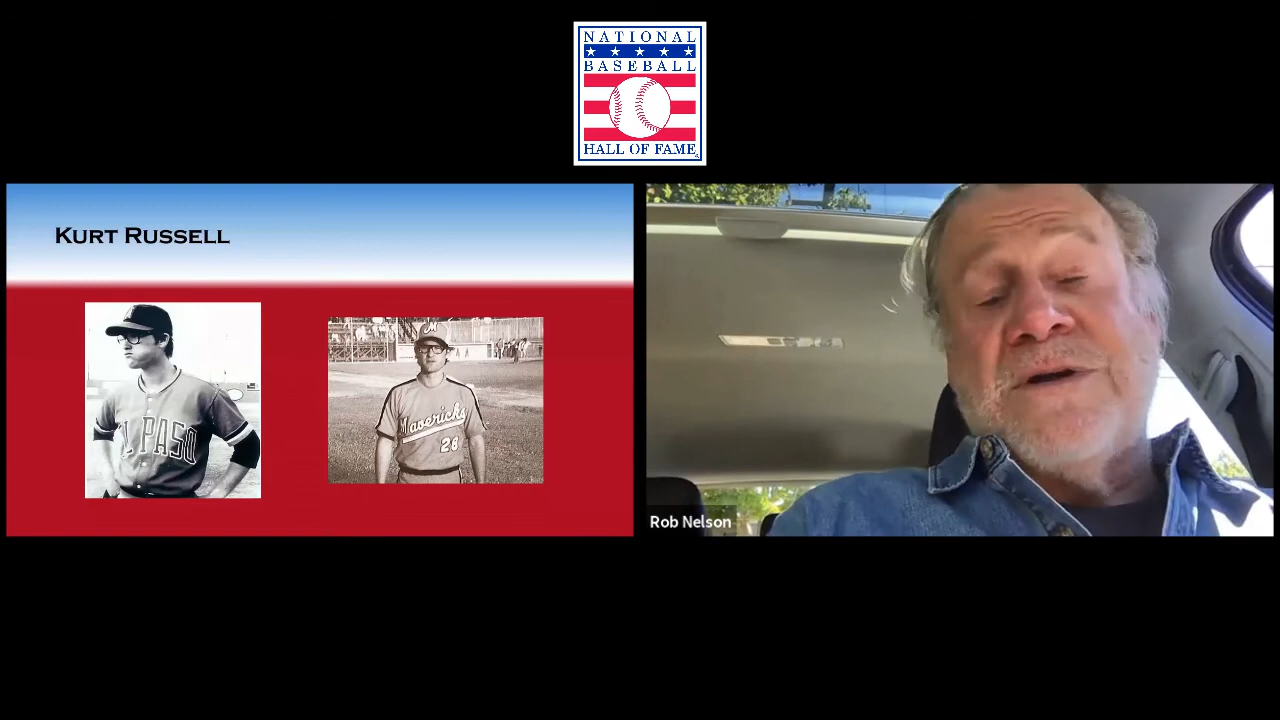 NATIONAL
BASEBALL
HALL OF FAME
KURT RUSSELL
EL PASO
M
Mavericks
28
Rob Nelson